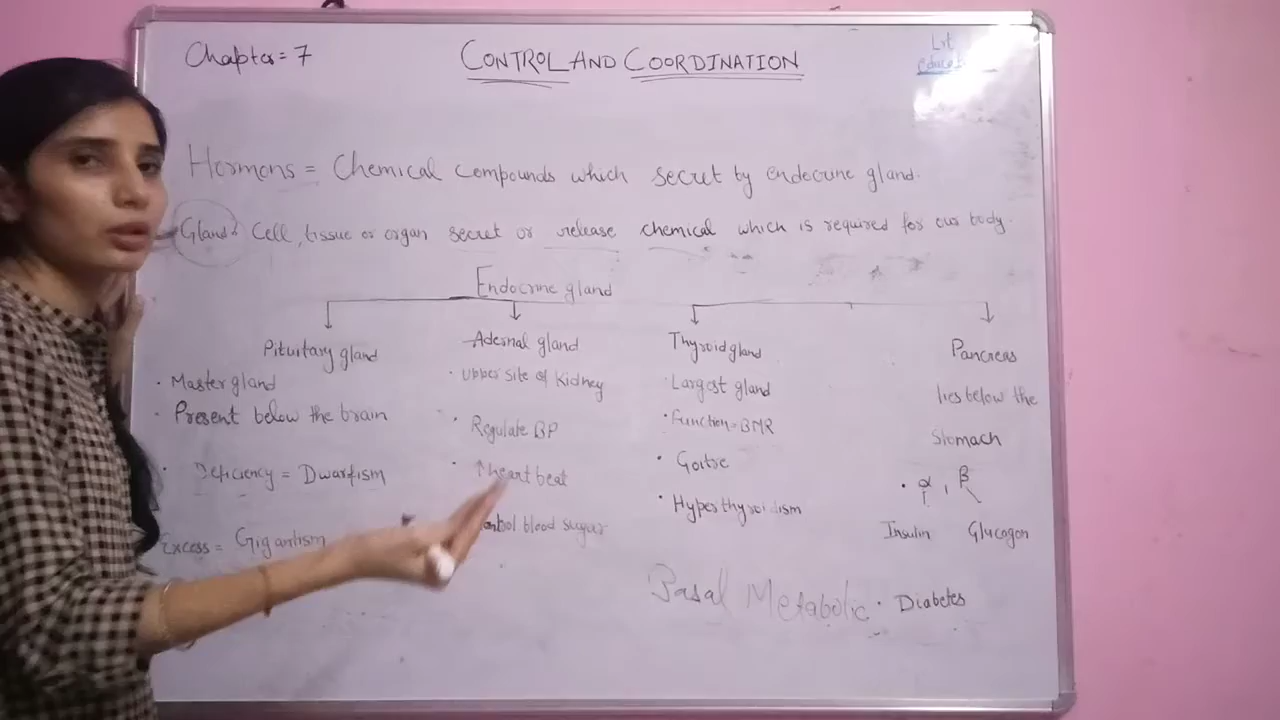 Chapter = 7
CONTROL AND COORDINATION
Lrt
Hormons = Chemical compounds which secret by endocrine gland.
Gland: Cell, tissue or organ secret or release chemical which is required for our body.
Endocrine gland
Pituitary gland
• Master gland
• Present below the brain
• Deficiency = Dwarfism
Excess = Gigantism
Adernal gland
• Upper site of Kidney
• Regulate BP
• ↑ heart beat
blood sugar
Thyroid gland
• Largest gland
• Function = BMR
• Goitre
• Hyperthyroidism
Basal Metabolic
Pancreas
lies below the
Stomach
• α, β
Insulin Glucogon
• Diabetes